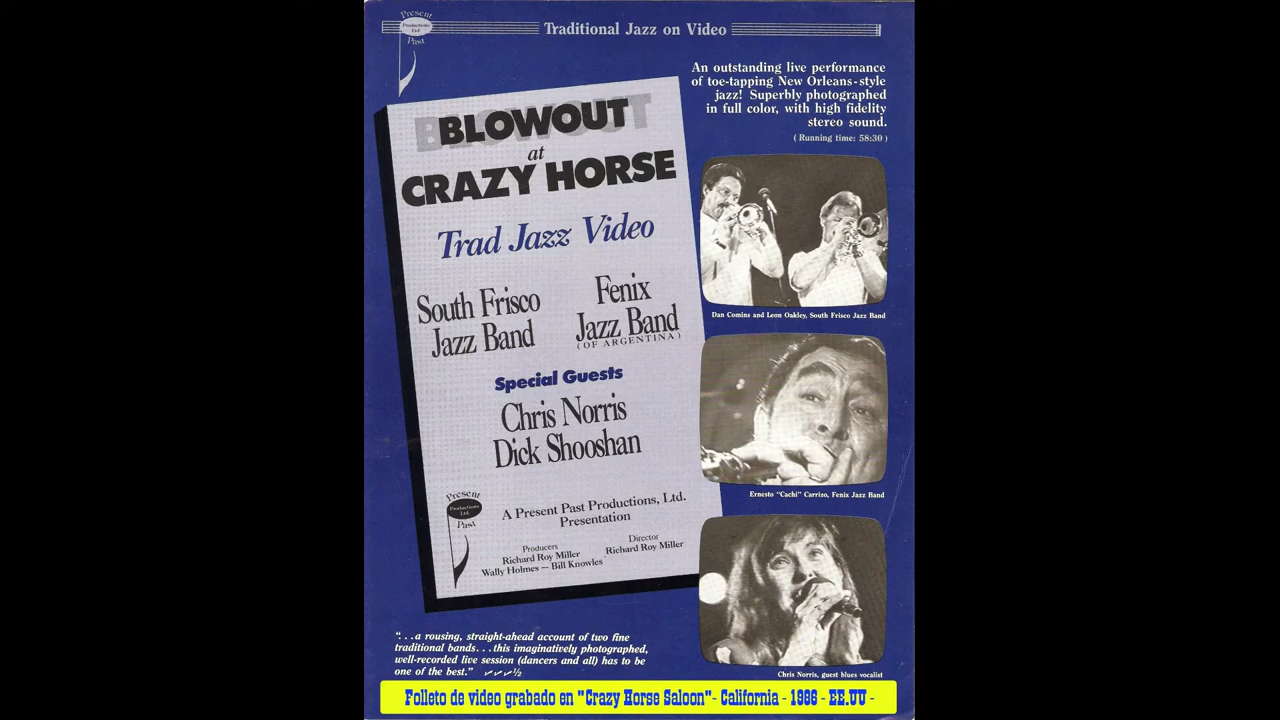 Present
Productions
Ltd
Past
Traditional Jazz on Video
An outstanding live performance
of toe-tapping New Orleans-style
jazz! Superbly photographed
in full color, with high fidelity
stereo sound.
( Running time: 58:30 )
BLOWOUT
at
CRAZY HORSE
Trad Jazz Video
South Frisco
Jazz Band
Fenix
Jazz Band
(OF ARGENTINA)
Special Guests
Chris Norris
Dick Shooshan
Present
Productions
Ltd.
Past
A Present Past Productions, Ltd.
Presentation
Producers
Richard Roy Miller
Wally Holmes — Bill Knowles
Director
Richard Roy Miller
Dan Comins and Leon Oakley, South Frisco Jazz Band
Ernesto "Cachi" Carrizo, Fenix Jazz Band
Chris Norris, guest blues vocalist
“. . . a rousing, straight-ahead account of two fine
traditional bands. . .this imaginatively photographed,
well-recorded live session (dancers and all) has to be
one of the best.” ✓✓✓½
Folleto de video grabado en "Crazy Horse Saloon"- California - 1986 - EE.UU -